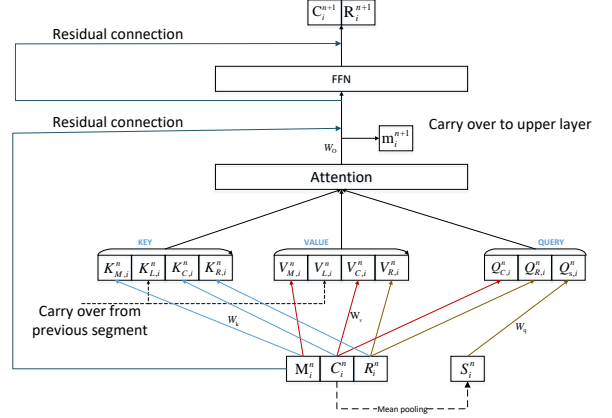 C_i^{n+1} R_i^{n+1}
Residual connection
FFN
Residual connection
Carry over to upper layer
W_O
m_i^{n+1}
Attention
KEY
VALUE
QUERY
K_{M,i}^n K_{L,i}^n K_{C,i}^n K_{R,i}^n
V_{M,i}^n V_{L,i}^n V_{C,i}^n V_{R,i}^n
Q_{C,i}^n Q_{R,i}^n Q_{s,i}^n
Carry over from
previous segment
W_k
W_v
W_q
M_i^n C_i^n R_i^n
S_i^n
Mean pooling